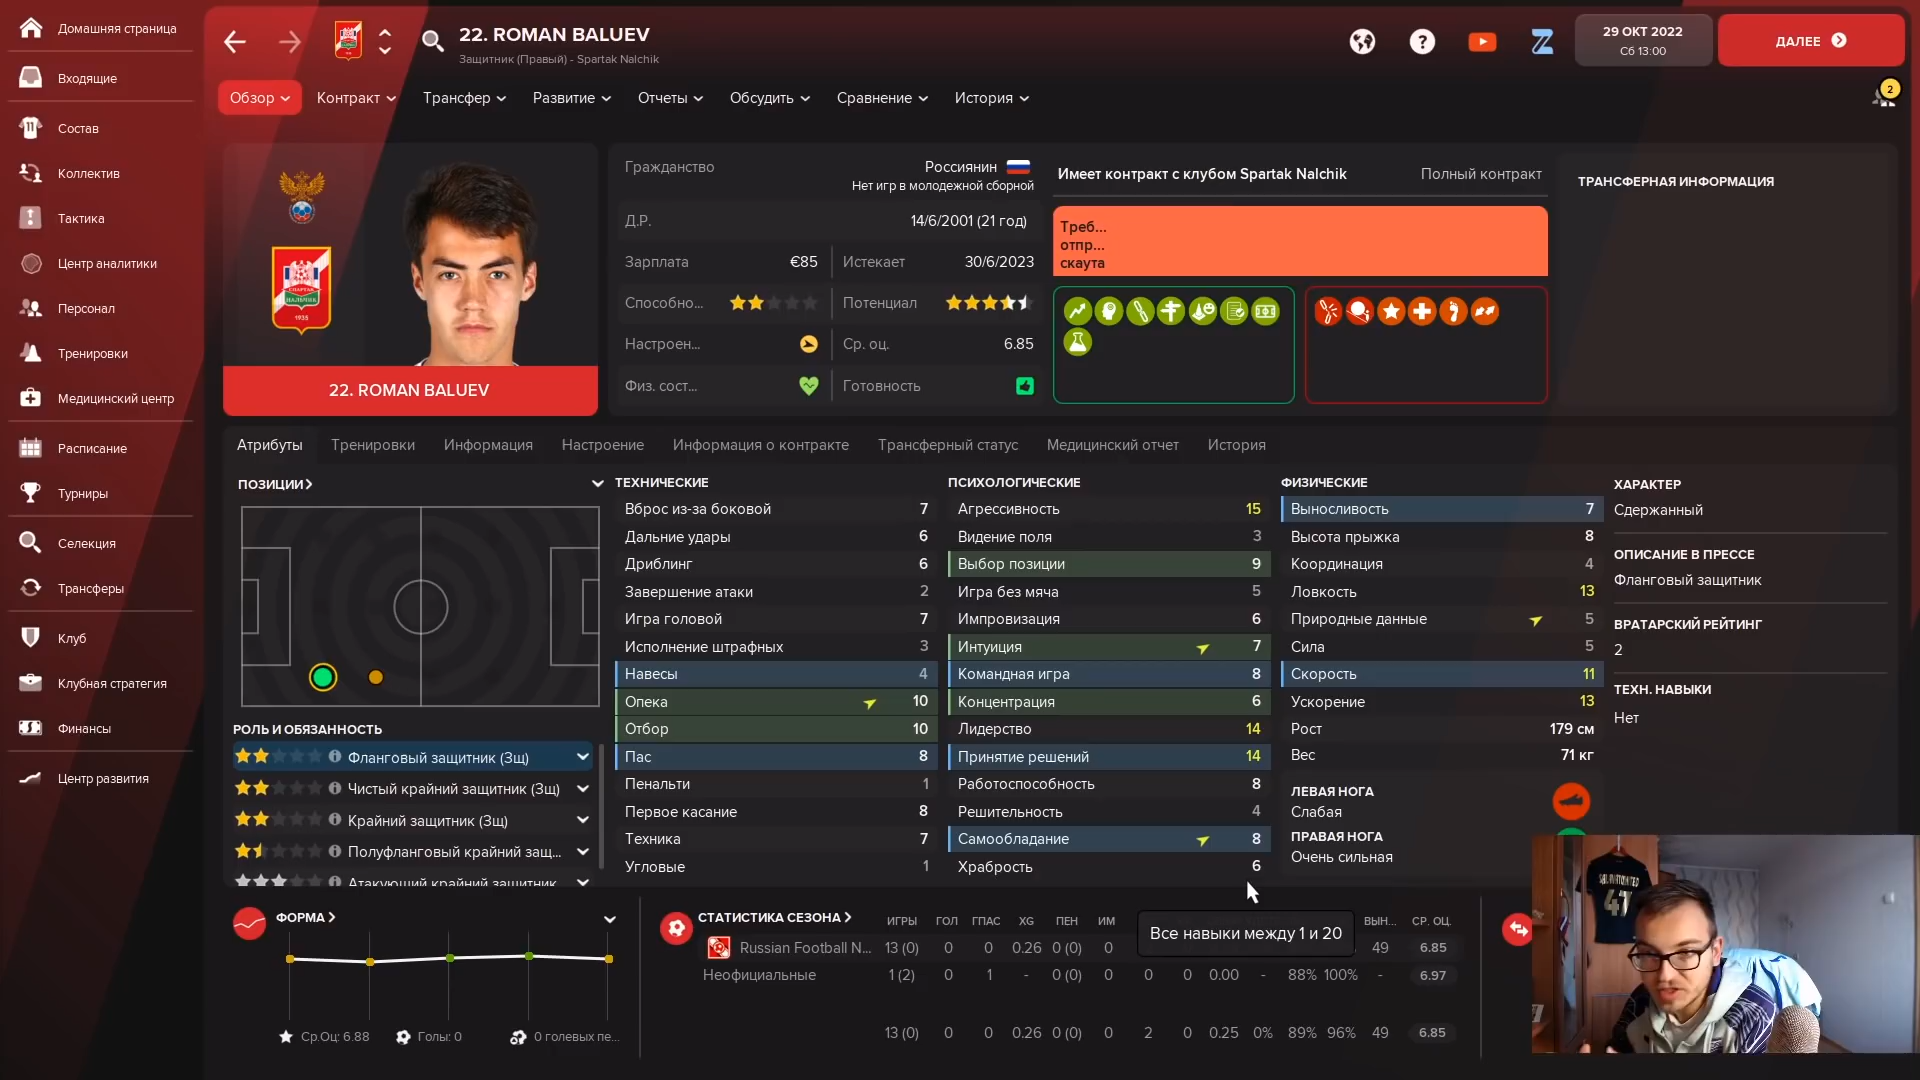 Домашняя страница
Входящие
Состав
Коллектив
Тактика
Центр аналитики
Персонал
Тренировки
Медицинский центр
Расписание
Турниры
Селекция
Трансферы
Клуб
Клубная стратегия
Финансы
Центр развития
22. ROMAN BALUEV
Защитник (Правый) - Spartak Nalchik
29 ОКТ 2022
Сб 13:00
ДАЛЕЕ
Обзор Контракт Трансфер Развитие Отчеты Обсудить Сравнение История
2
22. ROMAN BALUEV
Гражданство Россиянин
Нет игр в молодежной сборной
Д.Р. 14/6/2001 (21 год)
Зарплата €85 Истекает 30/6/2023
Способно... Потенциал
Настроен... Ср. оц. 6.85
Физ. сост... Готовность
Имеет контракт с клубом Spartak Nalchik Полный контракт
Треб...
отпр...
скаута
ТРАНСФЕРНАЯ ИНФОРМАЦИЯ
Атрибуты Тренировки Информация Настроение Информация о контракте Трансферный статус Медицинский отчет История
ПОЗИЦИИ
РОЛЬ И ОБЯЗАННОСТЬ
Фланговый защитник (Зщ)
Чистый крайний защитник (Зщ)
Крайний защитник (Зщ)
Полуфланговый крайний защ...
Атакующий крайний защитник
ТЕХНИЧЕСКИЕ
Вброс из-за боковой 7
Дальние удары 6
Дриблинг 6
Завершение атаки 2
Игра головой 7
Исполнение штрафных 3
Навесы 4
Опека 10
Отбор 10
Пас 8
Пенальти 1
Первое касание 8
Техника 7
Угловые 1
ПСИХОЛОГИЧЕСКИЕ
Агрессивность 15
Видение поля 3
Выбор позиции 9
Игра без мяча 5
Импровизация 6
Интуиция 7
Командная игра 8
Концентрация 6
Лидерство 14
Принятие решений 14
Работоспособность 8
Решительность 4
Самообладание 8
Храбрость 6
ФИЗИЧЕСКИЕ
Выносливость 7
Высота прыжка 8
Координация 4
Ловкость 13
Природные данные 5
Сила 5
Скорость 11
Ускорение 13
Рост 179 см
Вес 71 кг
ЛЕВАЯ НОГА
Слабая
ПРАВАЯ НОГА
Очень сильная
ХАРАКТЕР
Сдержанный
ОПИСАНИЕ В ПРЕССЕ
Фланговый защитник
ВРАТАРСКИЙ РЕЙТИНГ
2
ТЕХН. НАВЫКИ
Нет
ФОРМА
Ср.Оц: 6.88 Голы: 0 0 голевых пе...
СТАТИСТИКА СЕЗОНА ИГРЫ ГОЛ ГПАС XG ПЕН ИМ ВЫН... СР. ОЦ.
Russian Football N... 13 (0) 0 0 0.26 0 (0) 0 49 6.85
Неофициальные 1 (2) 0 1 - 0 (0) 0 0 0 0.00 - 88% 100% - 6.97
13 (0) 0 0 0.26 0 (0) 0 2 0 0.25 0% 89% 96% 49 6.85
Все навыки между 1 и 20